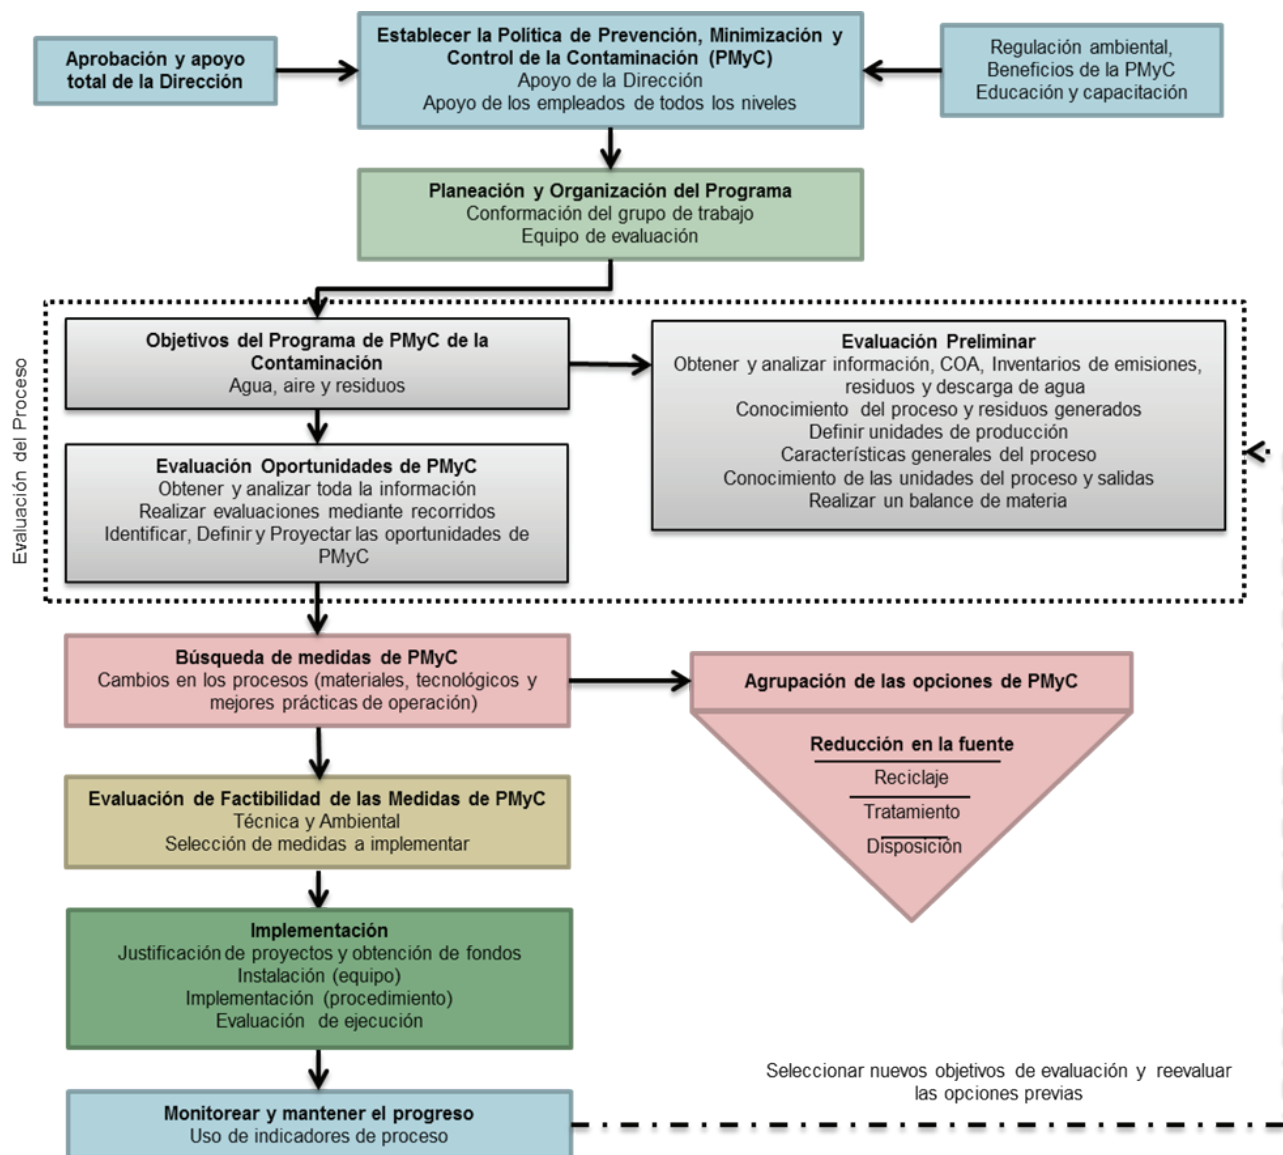 Aprobación y apoyo
total de la Dirección
Establecer la Política de Prevención, Minimización y
Control de la Contaminación (PMyC)
Apoyo de la Dirección
Apoyo de los empleados de todos los niveles
Regulación ambiental,
Beneficios de la PMyC
Educación y capacitación
Planeación y Organización del Programa
Conformación del grupo de trabajo
Equipo de evaluación
Evaluación del Proceso
Objetivos del Programa de PMyC de la
Contaminación
Agua, aire y residuos
Evaluación Preliminar
Obtener y analizar información, COA, Inventarios de emisiones,
residuos y descarga de agua
Conocimiento del proceso y residuos generados
Definir unidades de producción
Características generales del proceso
Conocimiento de las unidades del proceso y salidas
Realizar un balance de materia
Evaluación Oportunidades de PMyC
Obtener y analizar toda la información
Realizar evaluaciones mediante recorridos
Identificar, Definir y Proyectar las oportunidades de
PMyC
Búsqueda de medidas de PMyC
Cambios en los procesos (materiales, tecnológicos y
mejores prácticas de operación)
Agrupación de las opciones de PMyC
Reducción en la fuente
Reciclaje
Tratamiento
Disposición
Evaluación de Factibilidad de las Medidas de PMyC
Técnica y Ambiental
Selección de medidas a implementar
Implementación
Justificación de proyectos y obtención de fondos
Instalación (equipo)
Implementación (procedimiento)
Evaluación de ejecución
Seleccionar nuevos objetivos de evaluación y reevaluar
las opciones previas
Monitorear y mantener el progreso
Uso de indicadores de proceso